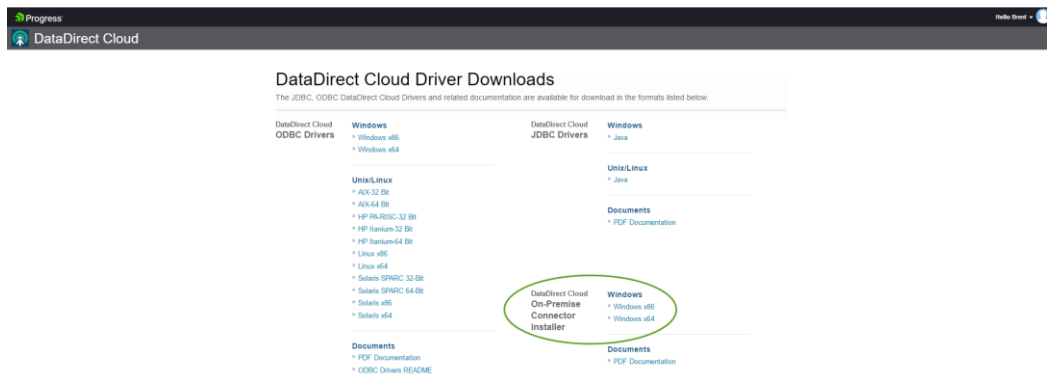 Progress
Hello Brent
DataDirect Cloud
DataDirect Cloud Driver Downloads
The JDBC, ODBC DataDirect Cloud Drivers and related documentation are available for download in the formats listed below.
DataDirect Cloud
ODBC Drivers
Windows
Windows x86
Windows x64
Unix/Linux
AIX-32 Bit
AIX-64 Bit
HP PA-RISC-32 Bit
HP Itanium-32 Bit
HP Itanium-64 Bit
Linux x86
Linux x64
Solaris SPARC 32-Bit
Solaris SPARC 64-Bit
Solaris x86
Solaris x64
Documents
PDF Documentation
ODBC Drivers README
DataDirect Cloud
JDBC Drivers
Windows
Java
Unix/Linux
Java
Documents
PDF Documentation
DataDirect Cloud
On-Premise
Connector
Installer
Windows
Windows x86
Windows x64
Documents
PDF Documentation